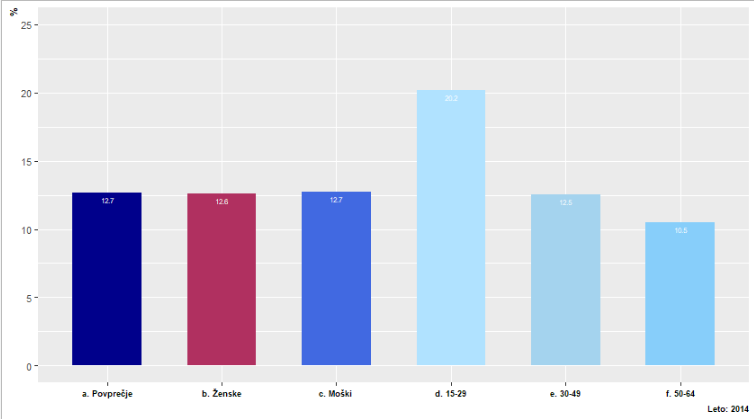 %
25
20
15
10
5
0
12.7
12.6
12.7
20.2
12.5
10.5
a. Povprečje
b. Ženske
c. Moški
d. 15-29
e. 30-49
f. 50-64
Leto: 2014